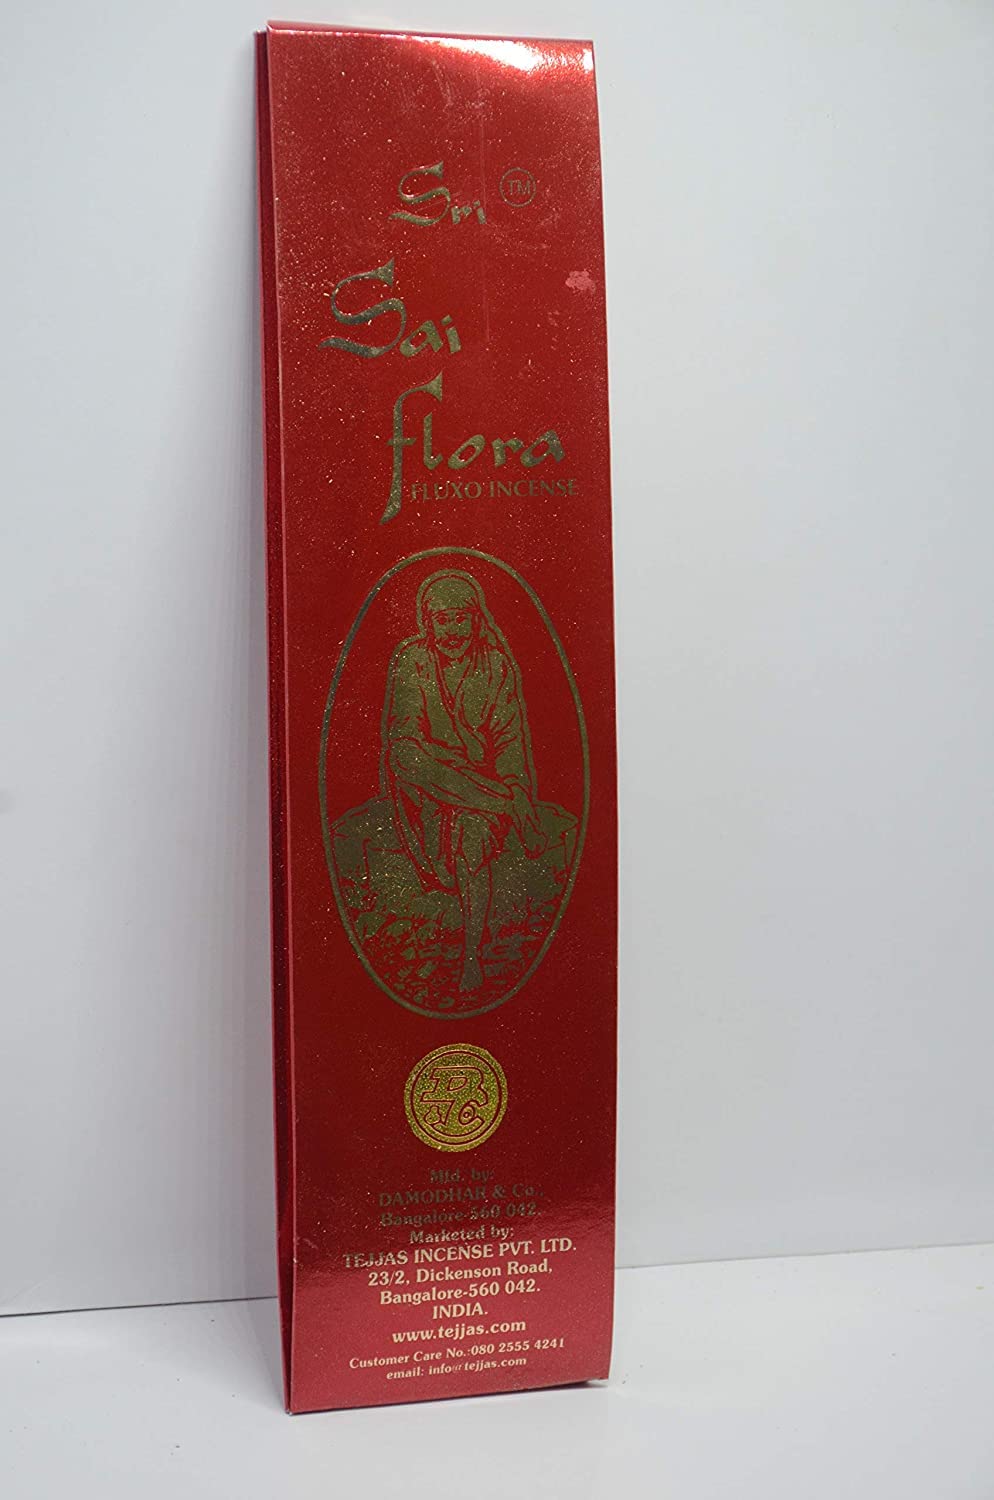 Sri TM
Sai
flora
FLUXO INCENSE
Mfd. by:
DAMODHAR & Co.,
Bangalore-560 042.
Marketed by:
TEJJAS INCENSE PVT. LTD.
23/2, Dickenson Road,
Bangalore-560 042.
INDIA.
www.tejjas.com
Customer Care No.:080 2555 4241
email: info@tejjas.com